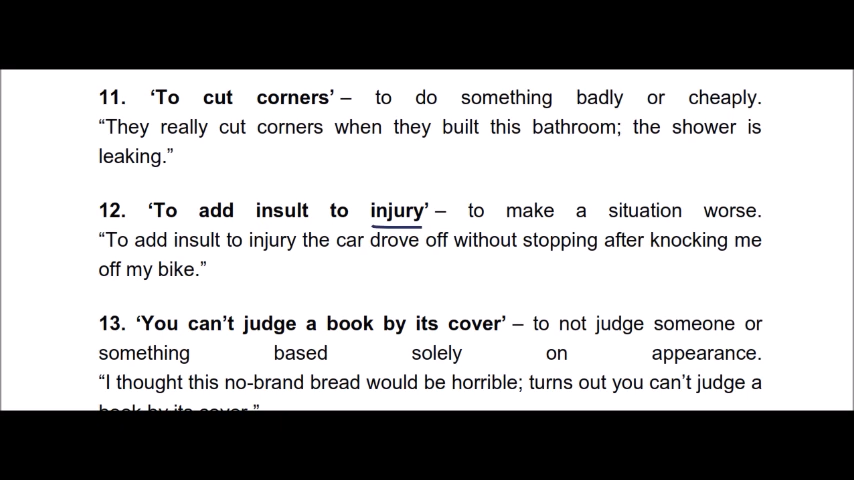 11. ‘To cut corners’ – to do something badly or cheaply.
“They really cut corners when they built this bathroom; the shower is
leaking.”
12. ‘To add insult to injury’ – to make a situation worse.
“To add insult to injury the car drove off without stopping after knocking me
off my bike.”
13. ‘You can’t judge a book by its cover’ – to not judge someone or
something based solely on appearance.
“I thought this no-brand bread would be horrible; turns out you can’t judge a
book by its cover.”